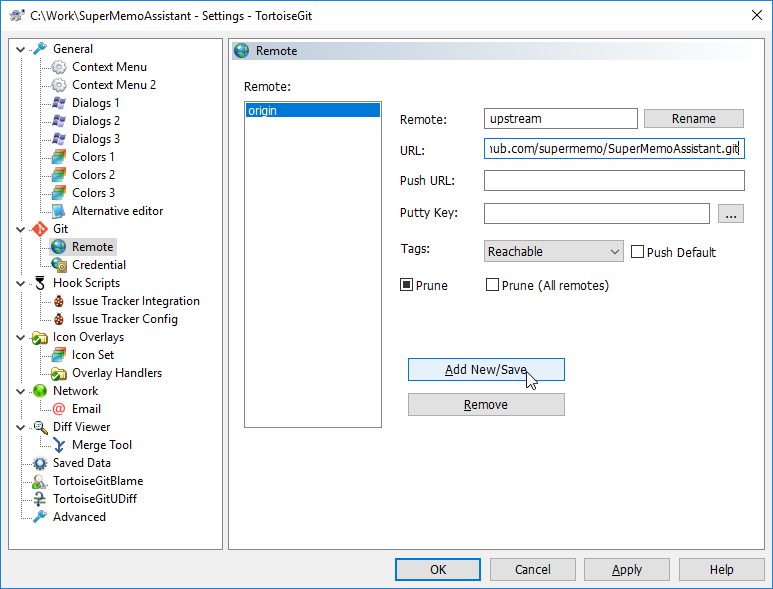 C:\Work\SuperMemoAssistant - Settings - TortoiseGit
General
Context Menu
Context Menu 2
Dialogs 1
Dialogs 2
Dialogs 3
Colors 1
Colors 2
Colors 3
Alternative editor
Git
Remote
Credential
Hook Scripts
Issue Tracker Integration
Issue Tracker Config
Icon Overlays
Icon Set
Overlay Handlers
Network
Email
Diff Viewer
Merge Tool
Saved Data
TortoiseGitBlame
TortoiseGitUDiff
Advanced
Remote
Remote:
origin
Remote: upstream Rename
URL: ub.com/supermemo/SuperMemoAssistant.git
Push URL:
Putty Key: ...
Tags: Reachable Push Default
Prune Prune (All remotes)
Add New/Save
Remove
OK Cancel Apply Help